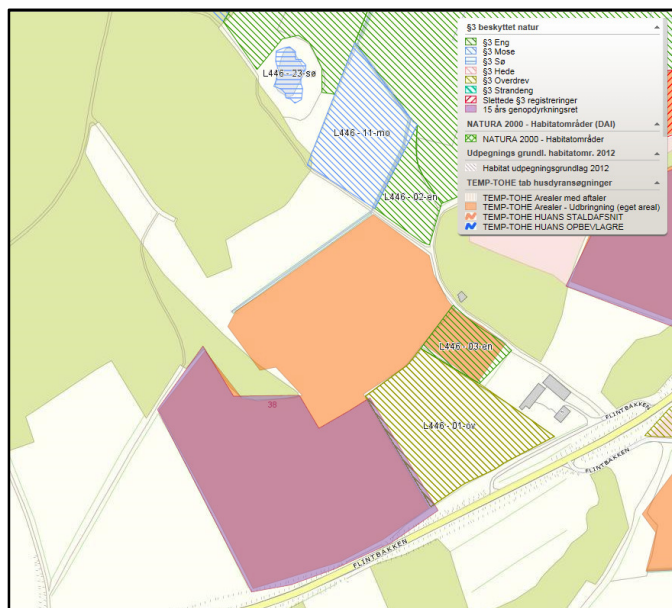 §3 beskyttet natur
§3 Eng
§3 Mose
§3 Sø
§3 Hede
§3 Overdrev
§3 Strandeng
Slettede §3 registreringer
15 års genopdyrkningsret
NATURA 2000 - Habitatområder (DAI)
NATURA 2000 - Habitatområder
Udpegnings grundl. habitatomr. 2012
Habitat udpegningsgrundlag 2012
TEMP-TOHE tab husdyransøgninger
TEMP-TOHE Arealer med aftaler
TEMP-TOHE Arealer - Udbringning (eget areal)
TEMP-TOHE HUANS STALDAFSNIT
TEMP-TOHE HUANS OPBEVLAGRE
L446 - 23-sø
L446 - 11-mo
L446 - 02-en
L446 - 03-en
38
L446 - 01-ov
FLINTBAKKEN
FLINTBAKKEN
FLINTBAKKEN